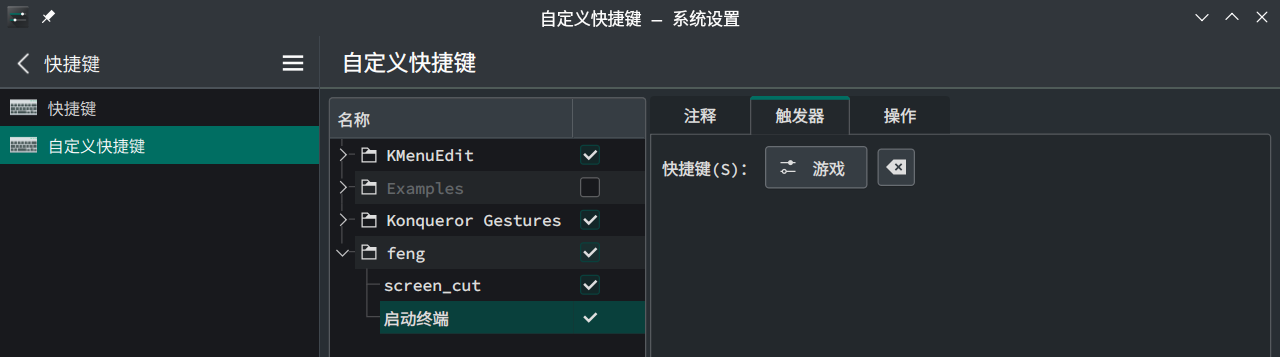 自定义快捷键 — 系统设置
快捷键
自定义快捷键
快捷键
自定义快捷键
名称
KMenuEdit
Examples
Konqueror Gestures
feng
screen_cut
启动终端
注释 触发器 操作
快捷键(S)： 游戏